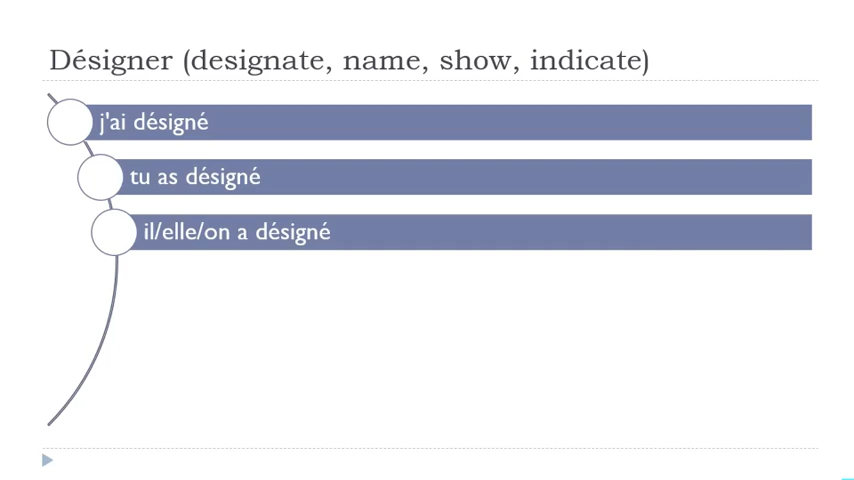 Désigner (designate, name, show, indicate)
j'ai désigné
tu as désigné
il/elle/on a désigné